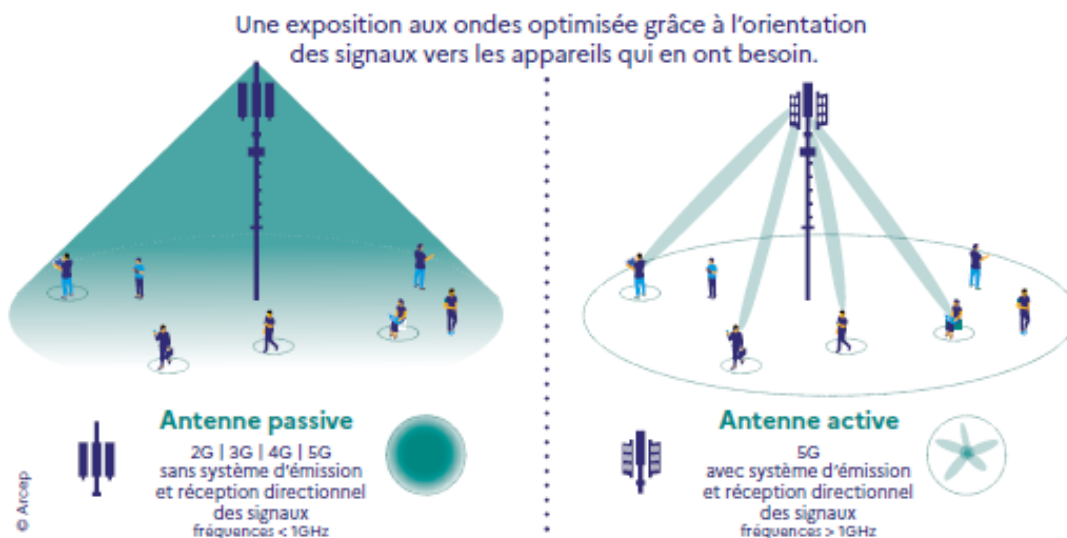 Une exposition aux ondes optimisée grâce à l'orientation
des signaux vers les appareils qui en ont besoin.
Antenne passive
2G | 3G | 4G | 5G
sans système d'émission
et réception directionnel
des signaux
fréquences < 1GHz
Antenne active
5G
avec système d'émission
et réception directionnel
des signaux
fréquences > 1GHz
© Arcep